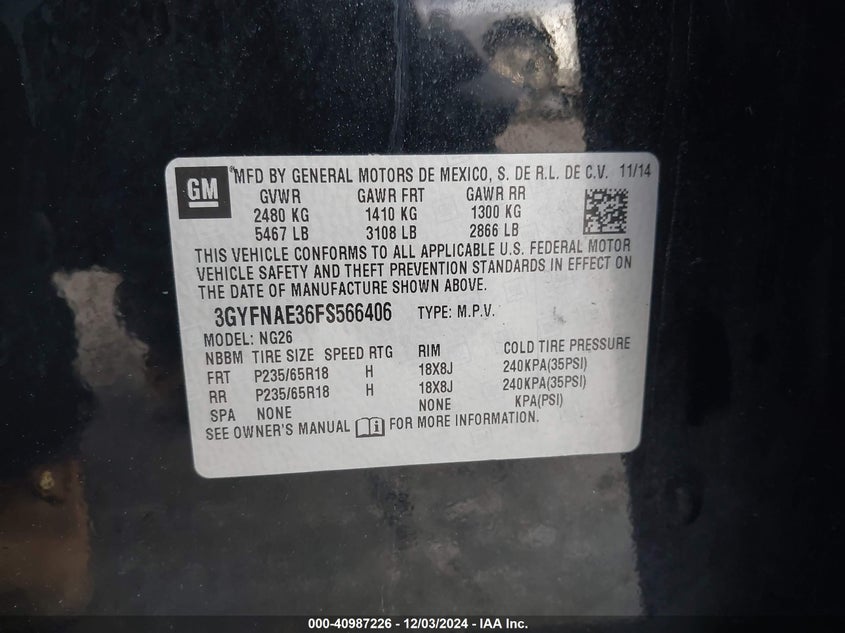 GM
®MFD BY GENERAL MOTORS DE MEXICO, S. DE R.L. DE C.V. 11/14
GVWR GAWR FRT GAWR RR
2480 KG 1410 KG 1300 KG
5467 LB 3108 LB 2866 LB
THIS VEHICLE CONFORMS TO ALL APPLICABLE U.S. FEDERAL MOTOR
VEHICLE SAFETY AND THEFT PREVENTION STANDARDS IN EFFECT ON
THE DATE OF MANUFACTURE SHOWN ABOVE.
3GYFNAE36FS566406 TYPE: M.P.V.
MODEL: NG26
NBBM TIRE SIZE SPEED RTG RIM COLD TIRE PRESSURE
FRT P235/65R18 H 18X8J 240KPA(35PSI)
RR P235/65R18 H 18X8J 240KPA(35PSI)
SPA NONE NONE KPA(PSI)
SEE OWNER'S MANUAL FOR MORE INFORMATION.
000-40987226 - 12/03/2024 - IAA Inc.